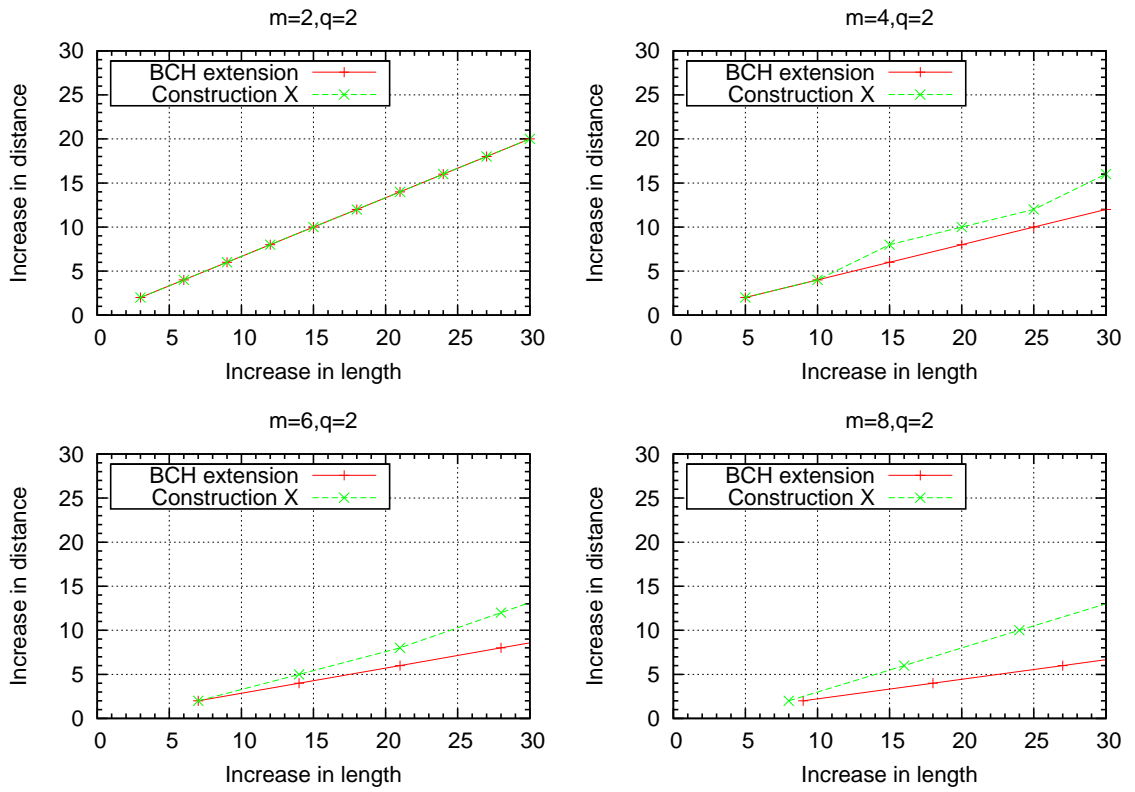 m=2,q=2
30
25
20
15
10
5
0
0 5 10 15 20 25 30
Increase in distance
Increase in length
BCH extension
Construction X
m=4,q=2
30
25
20
15
10
5
0
0 5 10 15 20 25 30
Increase in distance
Increase in length
BCH extension
Construction X
m=6,q=2
30
25
20
15
10
5
0
0 5 10 15 20 25 30
Increase in distance
Increase in length
BCH extension
Construction X
m=8,q=2
30
25
20
15
10
5
0
0 5 10 15 20 25 30
Increase in distance
Increase in length
BCH extension
Construction X